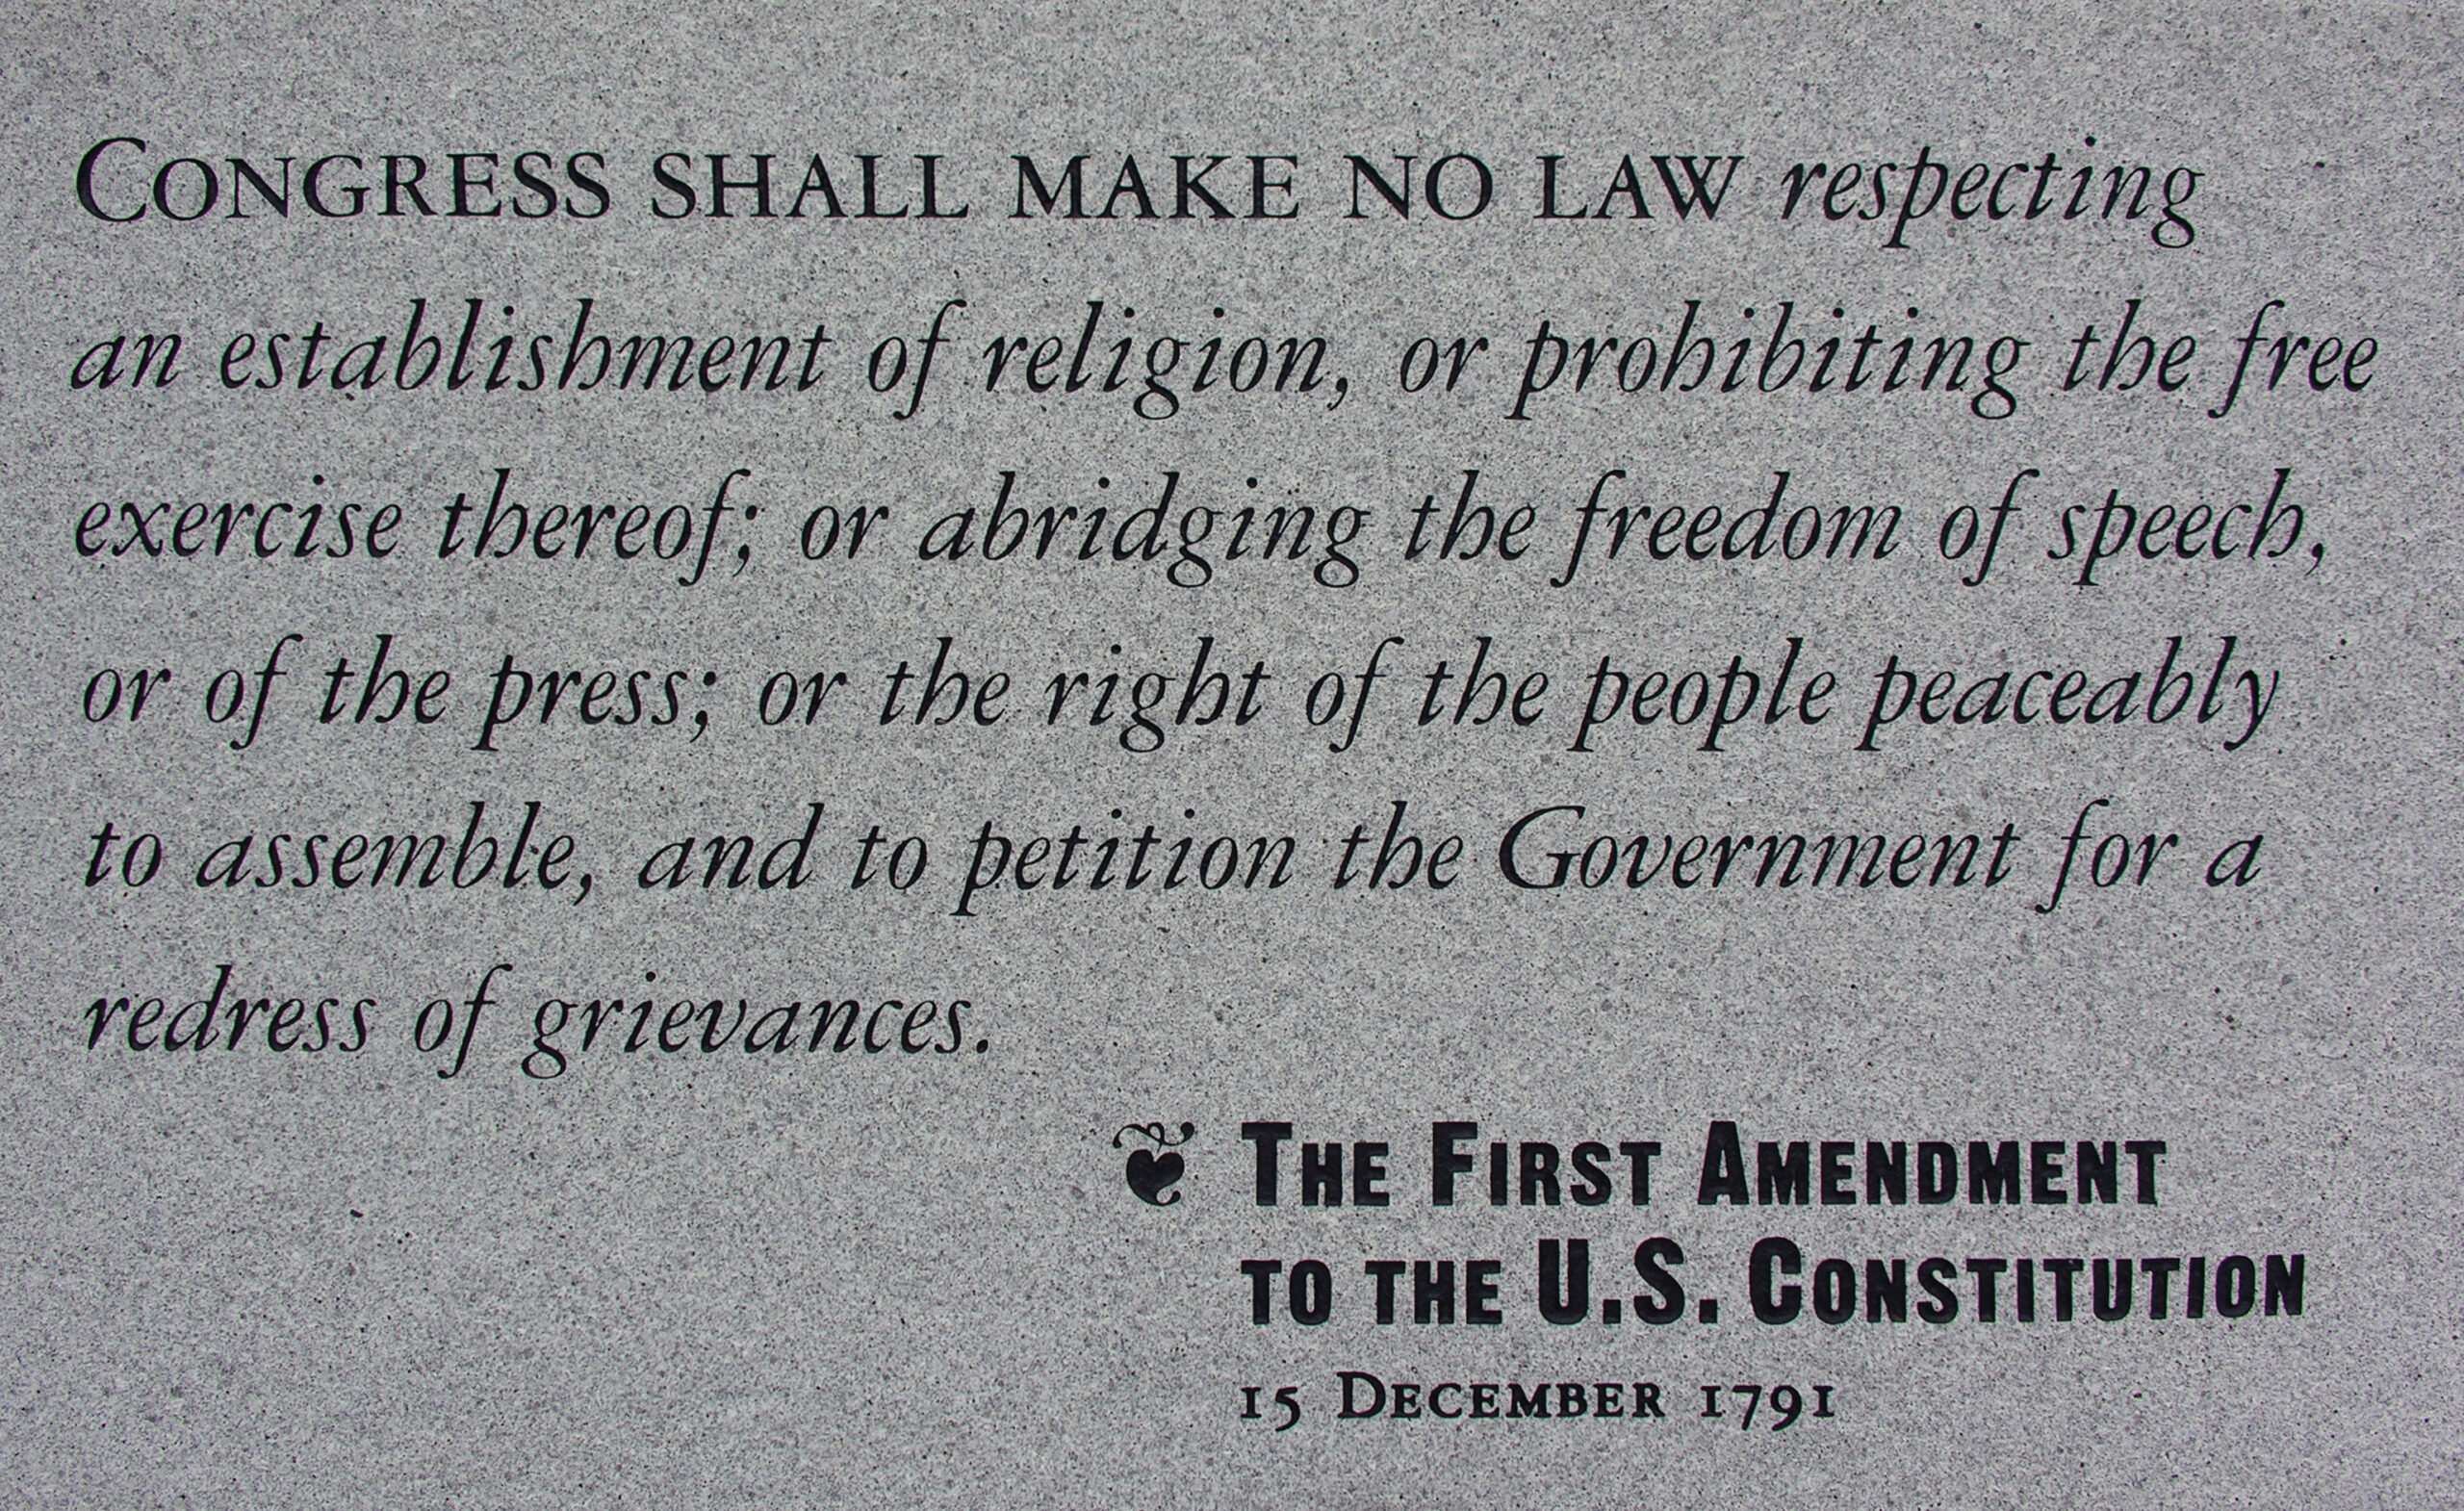 CONGRESS SHALL MAKE NO LAW respecting
an establishment of religion, or prohibiting the free
exercise thereof; or abridging the freedom of speech,
or of the press; or the right of the people peaceably
to assemble, and to petition the Government for a
redress of grievances.
❦ THE FIRST AMENDMENT
TO THE U.S. CONSTITUTION
15 DECEMBER 1791